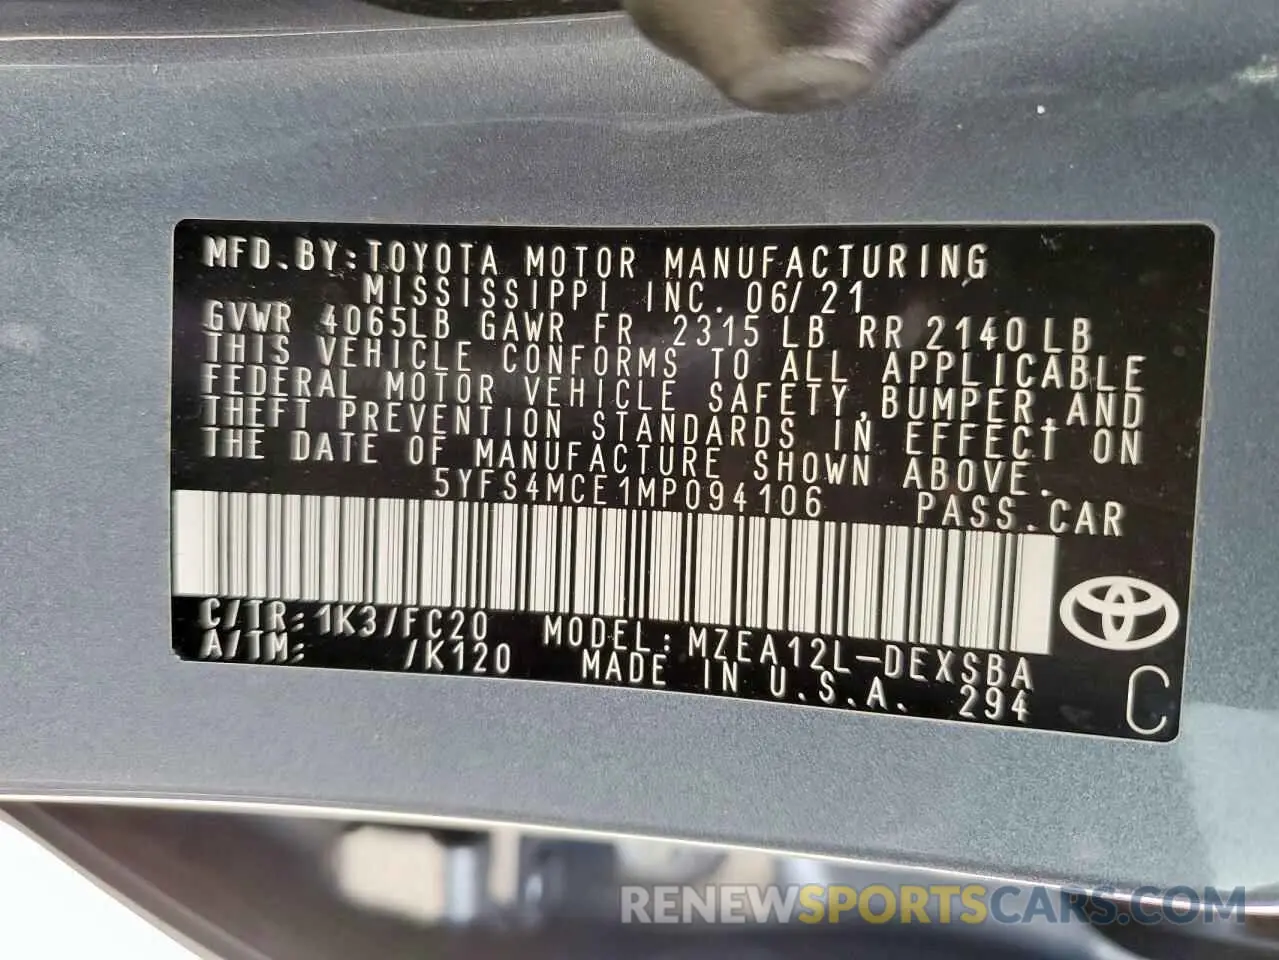 MFD. BY: TOYOTA MOTOR MANUFACTURING
MISSISSIPPI INC. 06/21
GVWR 4065LB GAWR FR 2315 LB RR 2140 LB
THIS VEHICLE CONFORMS TO ALL APPLICABLE
FEDERAL MOTOR VEHICLE SAFETY, BUMPER, AND
THEFT PREVENTION STANDARDS IN EFFECT ON
THE DATE OF MANUFACTURE SHOWN ABOVE.
5YFS4MCE1MP094106 PASS. CAR
C/TR: 1K3/FC20 MODEL: MZEA12L-DEXSBA
A/TM: /K120 MADE IN U.S.A. 294
C
RENEWSPORTSCARS.COM